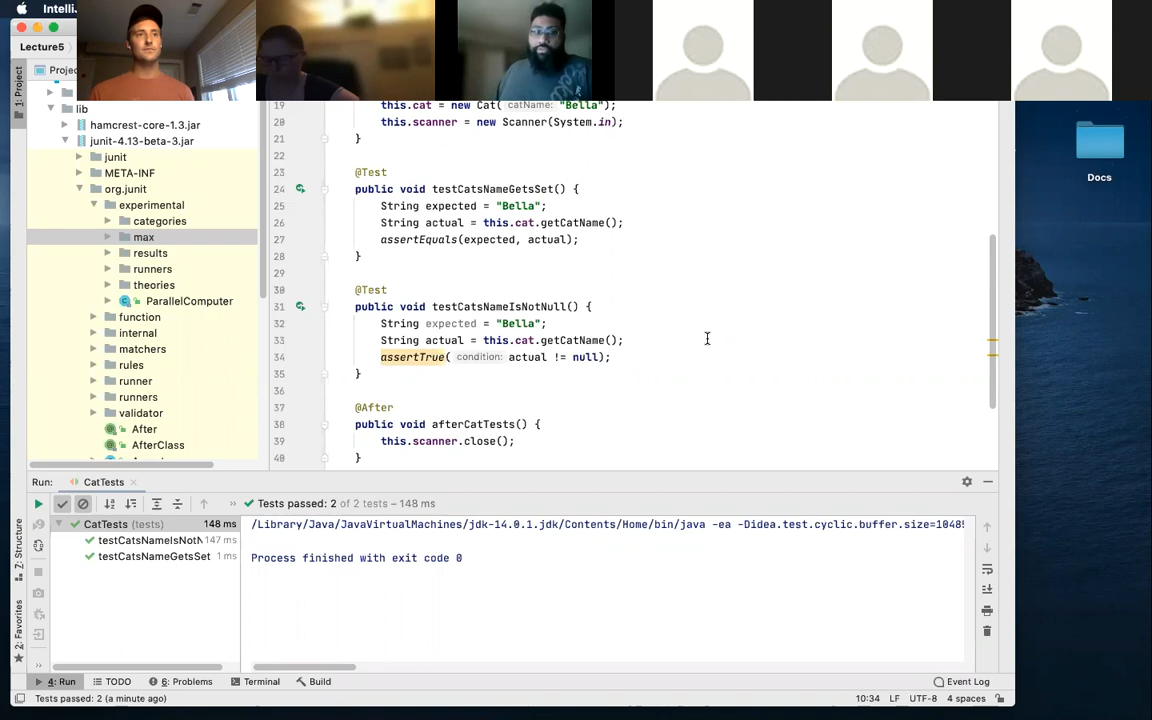 IntelliJ
Lecture5
1: Project
Project
lib
hamcrest-core-1.3.jar
junit-4.13-beta-3.jar
junit
META-INF
org.junit
experimental
categories
max
results
runners
theories
ParallelComputer
function
internal
matchers
rules
runner
runners
validator
After
AfterClass
19 this.cat = new Cat( catName: "Bella");
20 this.scanner = new Scanner(System.in);
21 }
22
23 @Test
24 public void testCatsNameGetsSet() {
25 String expected = "Bella";
26 String actual = this.cat.getCatName();
27 assertEquals(expected, actual);
28 }
29
30 @Test
31 public void testCatsNameIsNotNull() {
32 String expected = "Bella";
33 String actual = this.cat.getCatName();
34 assertTrue( condition: actual != null);
35 }
36
37 @After
38 public void afterCatTests() {
39 this.scanner.close();
40 }
Docs
Run: CatTests
Tests passed: 2 of 2 tests – 148 ms
CatTests (tests) 148 ms
testCatsNameIsNotN 147 ms
testCatsNameGetsSet 1 ms
/Library/Java/JavaVirtualMachines/jdk-14.0.1.jdk/Contents/Home/bin/java -ea -Didea.test.cyclic.buffer.size=10485
Process finished with exit code 0
7: Structure
2: Favorites
4: Run TODO 6: Problems Terminal Build Event Log
Tests passed: 2 (a minute ago) 10:34 LF UTF-8 4 spaces